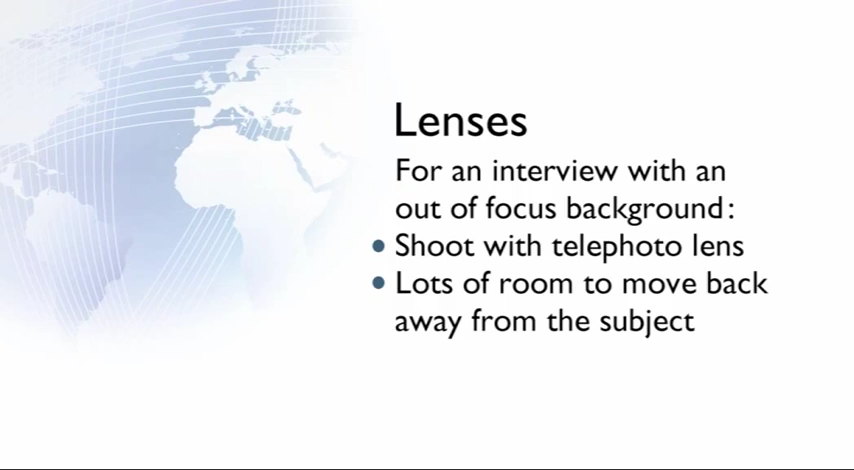 Lenses
For an interview with an
out of focus background:
• Shoot with telephoto lens
• Lots of room to move back
away from the subject